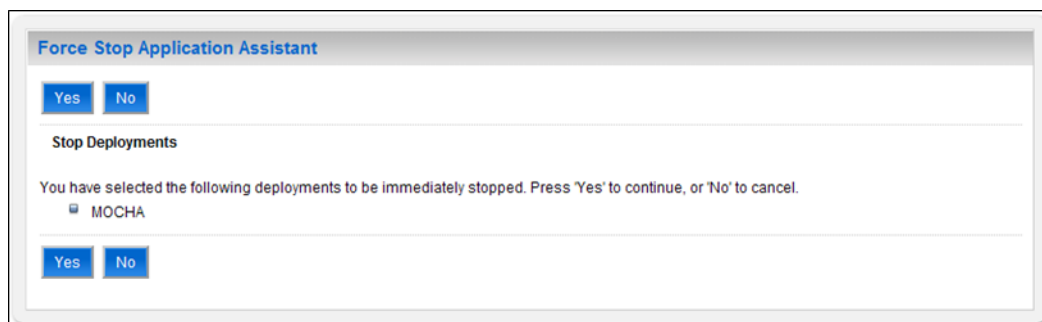 Force Stop Application Assistant
Yes No
Stop Deployments
You have selected the following deployments to be immediately stopped. Press 'Yes' to continue, or 'No' to cancel.
MOCHA
Yes No